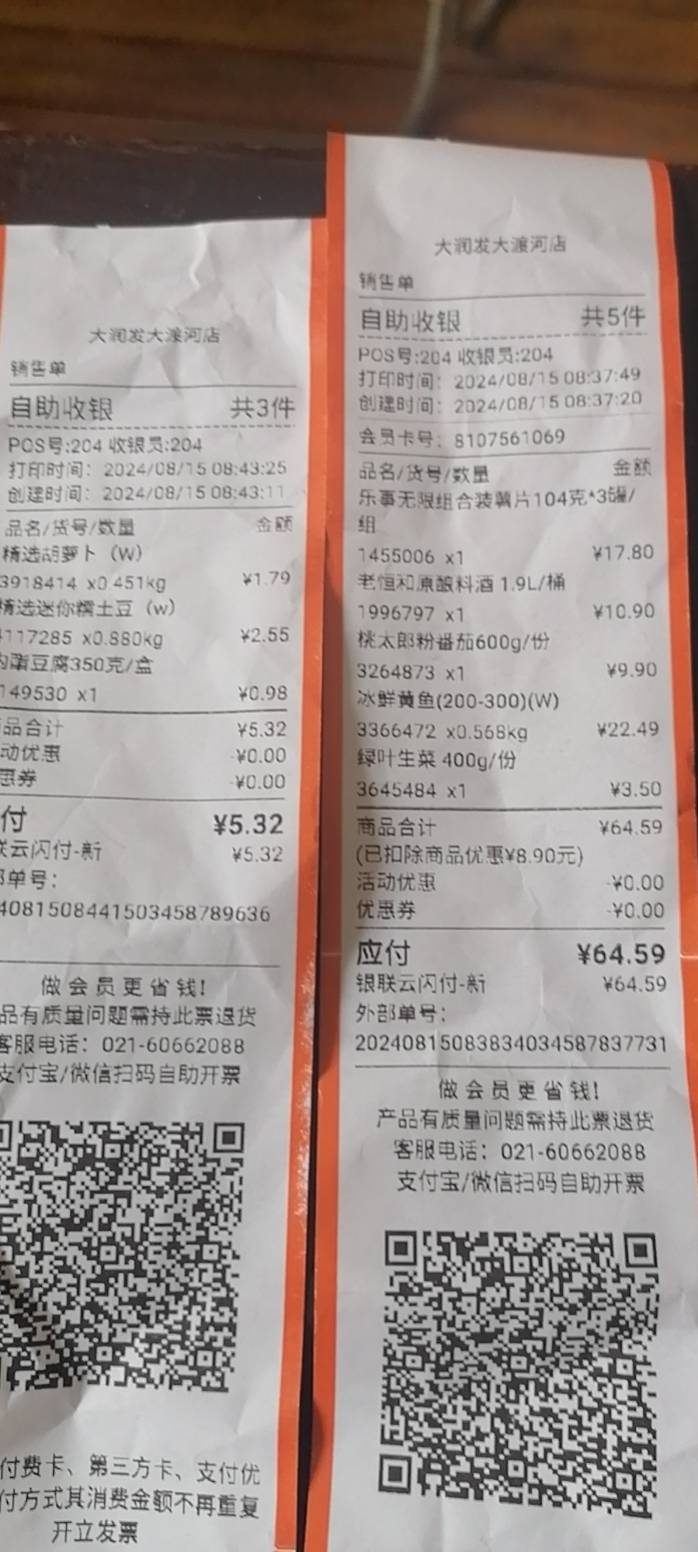 大润发大渡河店
销售单
自助收银 共3件
POS号:204 收银员:204
打印时间: 2024/08/15 08:43:25
创建时间: 2024/08/15 08:43:11
品名/货号/数量 金额
精选胡萝卜 (W)
3918414 x0.451kg ¥1.79
精选迷你糯土豆 (w)
117285 x0.880kg ¥2.55
内酯豆腐350克/盒
149530 x1 ¥0.98
品合计 ¥5.32
动优惠 -¥0.00
惠券 -¥0.00
付 ¥5.32
联云闪付-新 ¥5.32
部单号:
40815084415034587​89636
做会员更省钱!
品有质量问题需持此票退货
客服电话: 021-60662088
支付宝/微信扫码自助开票
付费卡、第三方卡、支付优
付方式其消费金额不再重复
开立发票
大润发大渡河店
销售单
自助收银 共5件
POS号:204 收银员:204
打印时间: 2024/08/15 08:37:49
创建时间: 2024/08/15 08:37:20
会员卡号: 8107561069
品名/货号/数量 金额
乐事无限组合装薯片104克*3罐/
组
1455006 x1 ¥17.80
老恒和原酿料酒 1.9L/桶
1996797 x1 ¥10.90
桃太郎粉番茄600g/份
3264873 x1 ¥9.90
冰鲜黄鱼(200-300)(W)
3366472 x0.568kg ¥22.49
绿叶生菜 400g/份
3645484 x1 ¥3.50
商品合计 ¥64.59
(已扣除商品优惠¥8.90元)
活动优惠 -¥0.00
优惠券 -¥0.00
应付 ¥64.59
银联云闪付-新 ¥64.59
外部单号:
20240815083834034587837731
做会员更省钱!
产品有质量问题需持此票退货
客服电话: 021-60662088
支付宝/微信扫码自助开票